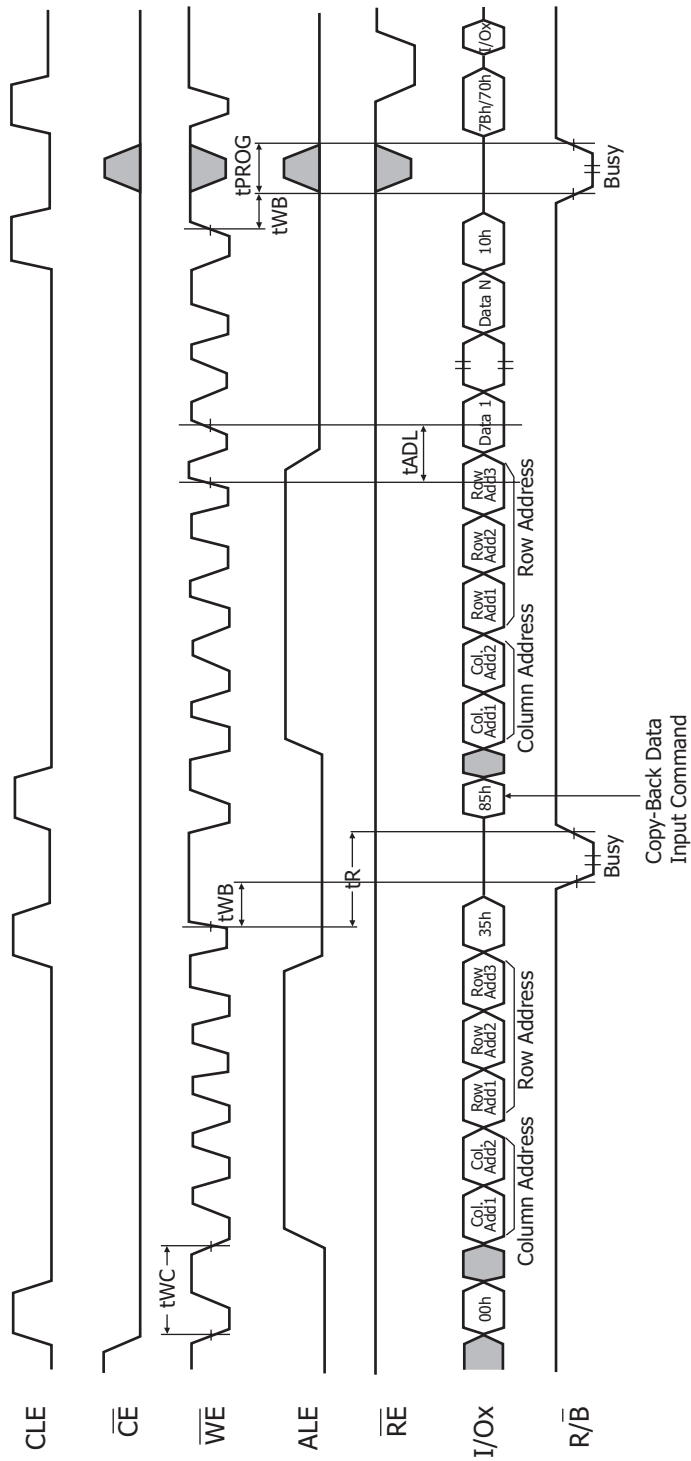 CLE
CE
WE
ALE
RE
I/Ox
R/B
tWC
tWB
tR
tADL
tWB
tPROG
00h
Col.
Add1
Col.
Add2
Row
Add1
Row
Add2
Row
Add3
35h
85h
Col.
Add1
Col.
Add2
Row
Add1
Row
Add2
Row
Add3
Data 1
Data N
10h
7Bh/70h
I/Ox
Column Address
Row Address
Column Address
Row Address
Busy
Busy
Copy-Back Data
Input Command